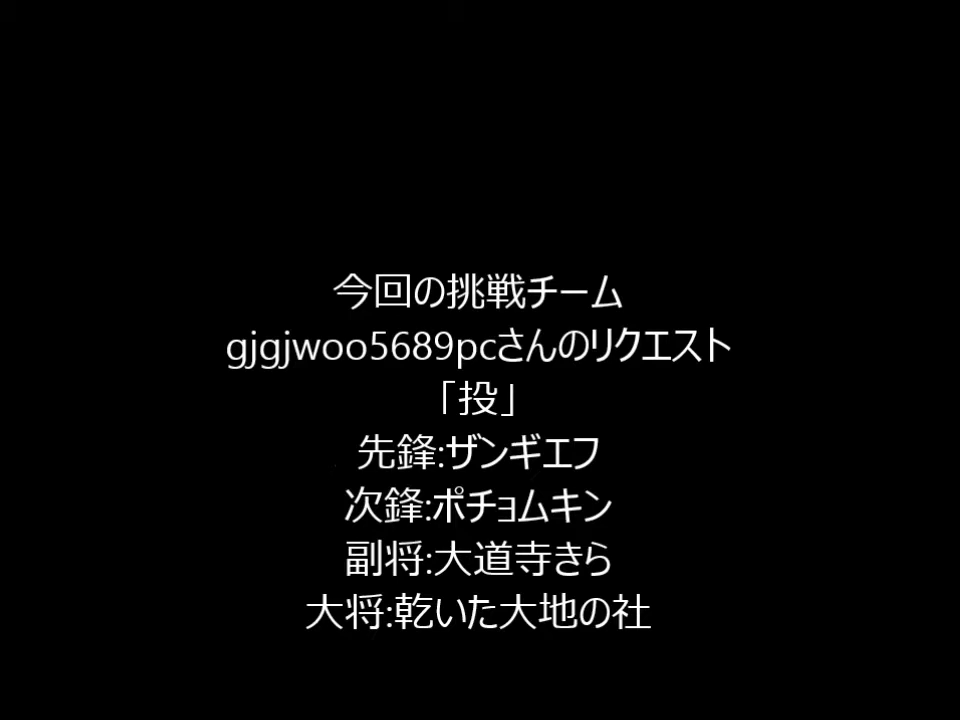 今回の挑戦チーム
gjgjwoo5689pcさんのリクエスト
「投」
先鋒:ザンギエフ
次鋒:ポチョムキン
副将:大道寺きら
大将:乾いた大地の社